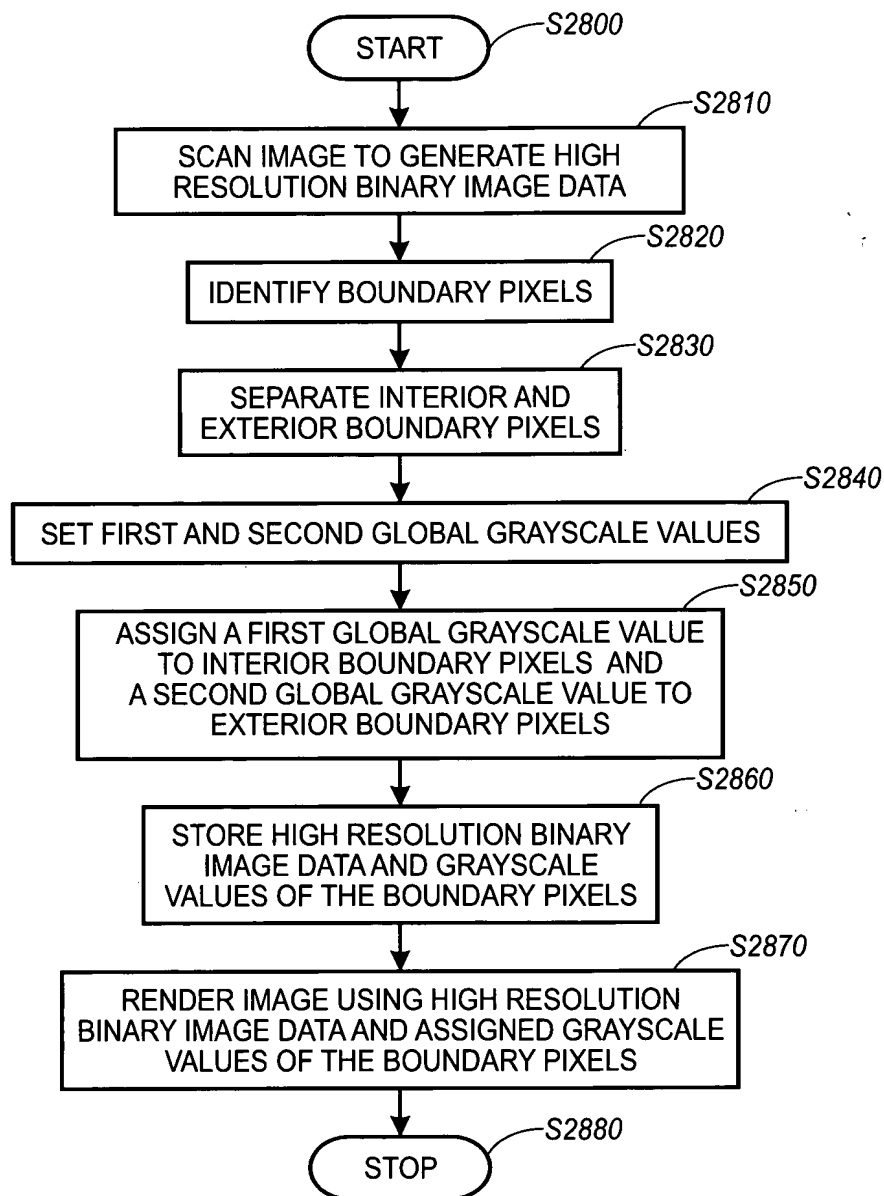 START
S2800
S2810
SCAN IMAGE TO GENERATE HIGH
RESOLUTION BINARY IMAGE DATA
S2820
IDENTIFY BOUNDARY PIXELS
S2830
SEPARATE INTERIOR AND
EXTERIOR BOUNDARY PIXELS
S2840
SET FIRST AND SECOND GLOBAL GRAYSCALE VALUES
S2850
ASSIGN A FIRST GLOBAL GRAYSCALE VALUE
TO INTERIOR BOUNDARY PIXELS AND
A SECOND GLOBAL GRAYSCALE VALUE TO
EXTERIOR BOUNDARY PIXELS
S2860
STORE HIGH RESOLUTION BINARY
IMAGE DATA AND GRAYSCALE
VALUES OF THE BOUNDARY PIXELS
S2870
RENDER IMAGE USING HIGH RESOLUTION
BINARY IMAGE DATA AND ASSIGNED GRAYSCALE
VALUES OF THE BOUNDARY PIXELS
S2880
STOP